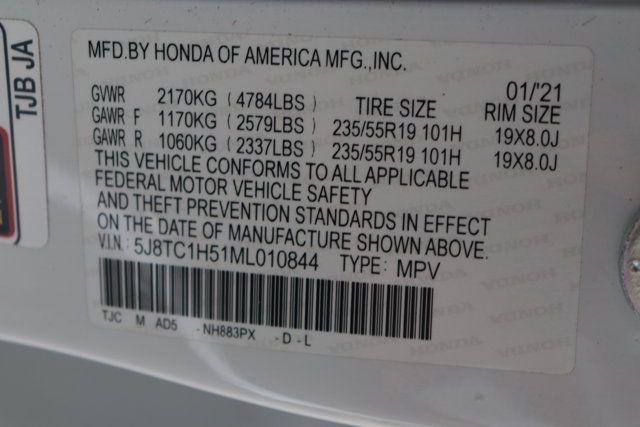 TJB JA
MFD.BY HONDA OF AMERICA MFG.,INC.
01/'21
GVWR 2170KG (4784LBS) TIRE SIZE RIM SIZE
GAWR F 1170KG (2579LBS) 235/55R19 101H 19X8.0J
GAWR R 1060KG (2337LBS) 235/55R19 101H 19X8.0J
THIS VEHICLE CONFORMS TO ALL APPLICABLE
FEDERAL MOTOR VEHICLE SAFETY
AND THEFT PREVENTION STANDARDS IN EFFECT
ON THE DATE OF MANUFACTURE SHOWN ABOVE.
V.I.N.: 5J8TC1H51ML010844 TYPE: MPV
TJC M AD5 -NH883PX -D-L